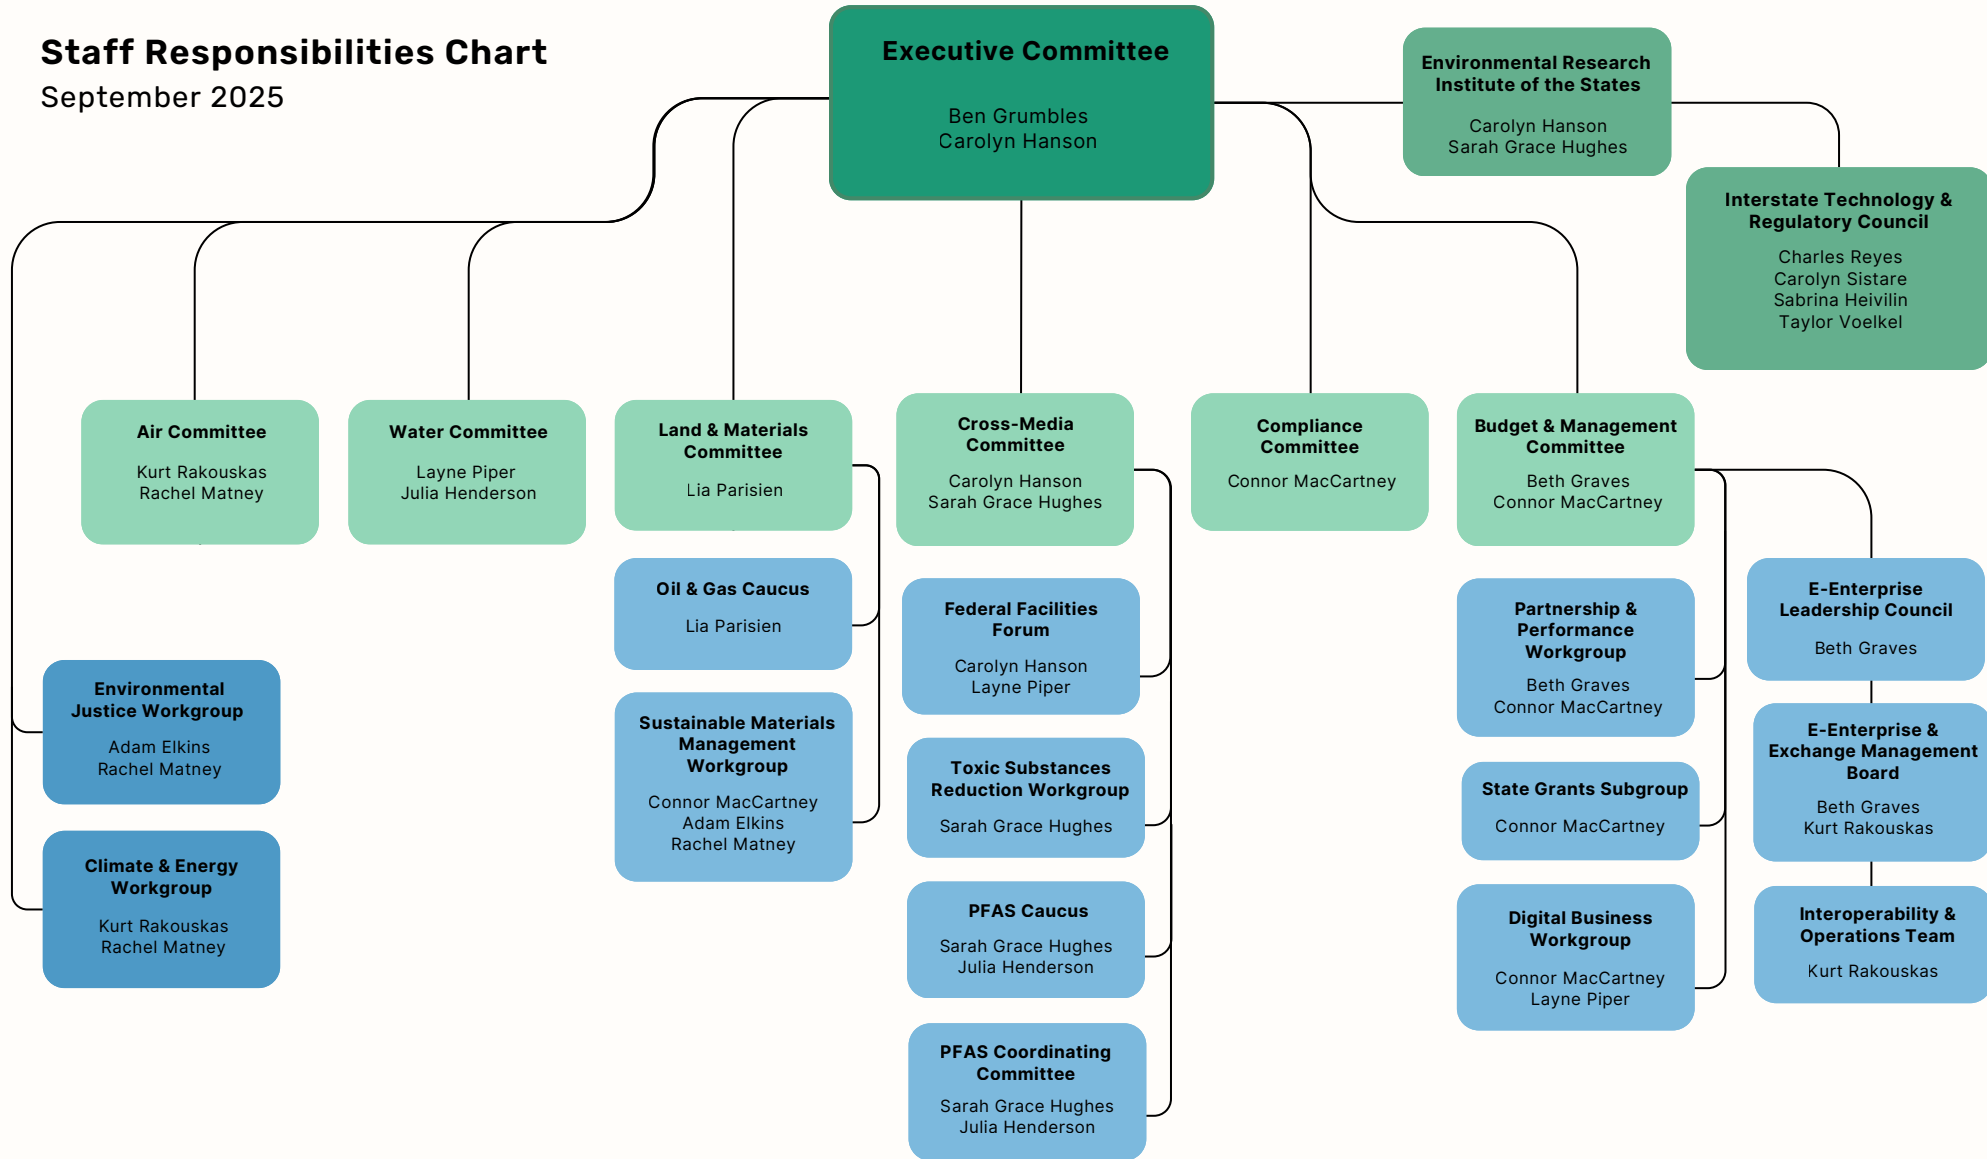 Staff Responsibilities Chart
September 2025
Executive Committee
Ben Grumbles
Carolyn Hanson
Environmental Research
Institute of the States
Carolyn Hanson
Sarah Grace Hughes
Interstate Technology &
Regulatory Council
Charles Reyes
Carolyn Sistare
Sabrina Heivilin
Taylor Voelkel
Air Committee
Kurt Rakouskas
Rachel Matney
Water Committee
Layne Piper
Julia Henderson
Land & Materials
Committee
Lia Parisien
Cross-Media
Committee
Carolyn Hanson
Sarah Grace Hughes
Compliance
Committee
Connor MacCartney
Budget & Management
Committee
Beth Graves
Connor MacCartney
Environmental
Justice Workgroup
Adam Elkins
Rachel Matney
Climate & Energy
Workgroup
Kurt Rakouskas
Rachel Matney
Oil & Gas Caucus
Lia Parisien
Sustainable Materials
Management
Workgroup
Connor MacCartney
Adam Elkins
Rachel Matney
Federal Facilities
Forum
Carolyn Hanson
Layne Piper
Toxic Substances
Reduction Workgroup
Sarah Grace Hughes
PFAS Caucus
Sarah Grace Hughes
Julia Henderson
PFAS Coordinating
Committee
Sarah Grace Hughes
Julia Henderson
Partnership &
Performance
Workgroup
Beth Graves
Connor MacCartney
State Grants Subgroup
Connor MacCartney
Digital Business
Workgroup
Connor MacCartney
Layne Piper
E-Enterprise
Leadership Council
Beth Graves
E-Enterprise &
Exchange Management
Board
Beth Graves
Kurt Rakouskas
Interoperability &
Operations Team
Kurt Rakouskas